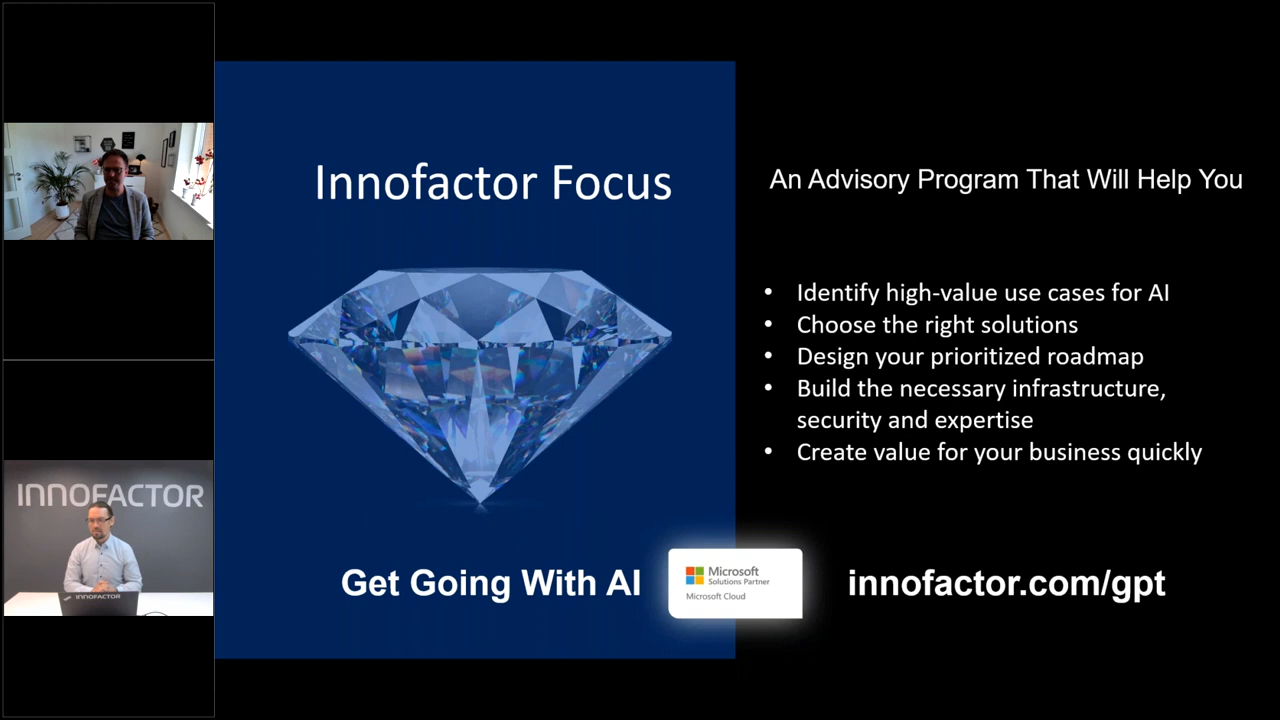 INNOFACTOR
INNOFACTOR
Innofactor Focus
Get Going With AI
Microsoft
Solutions Partner
Microsoft Cloud
An Advisory Program That Will Help You
• Identify high-value use cases for AI
• Choose the right solutions
• Design your prioritized roadmap
• Build the necessary infrastructure,
security and expertise
• Create value for your business quickly
innofactor.com/gpt